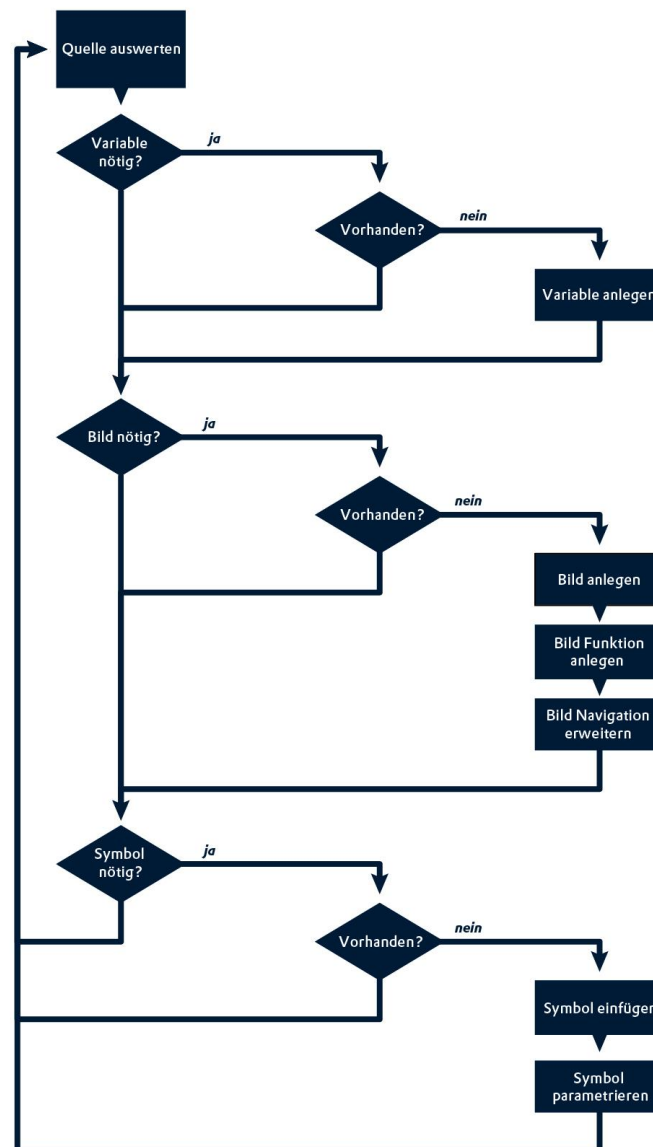 Quelle auswerten
Variable
nötig?
ja
Vorhanden?
nein
Variable anlegen
Bild nötig?
ja
Vorhanden?
nein
Bild anlegen
Bild Funktion
anlegen
Bild Navigation
erweitern
Symbol
nötig?
ja
Vorhanden?
nein
Symbol einfügen
Symbol
parametrieren